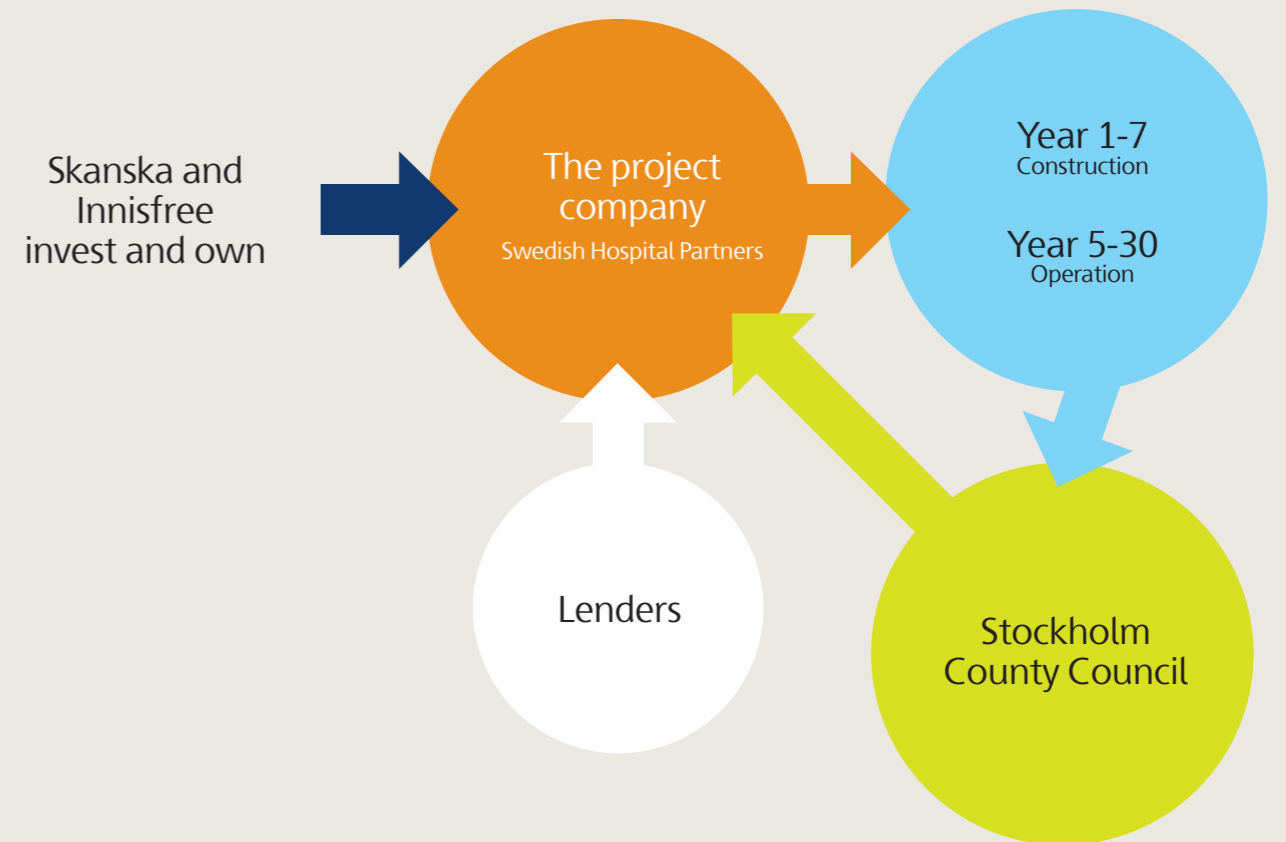 Skanska and
Innisfree
invest and own
The project
company
Swedish Hospital Partners
Year 1-7
Construction
Year 5-30
Operation
Lenders
Stockholm
County Council